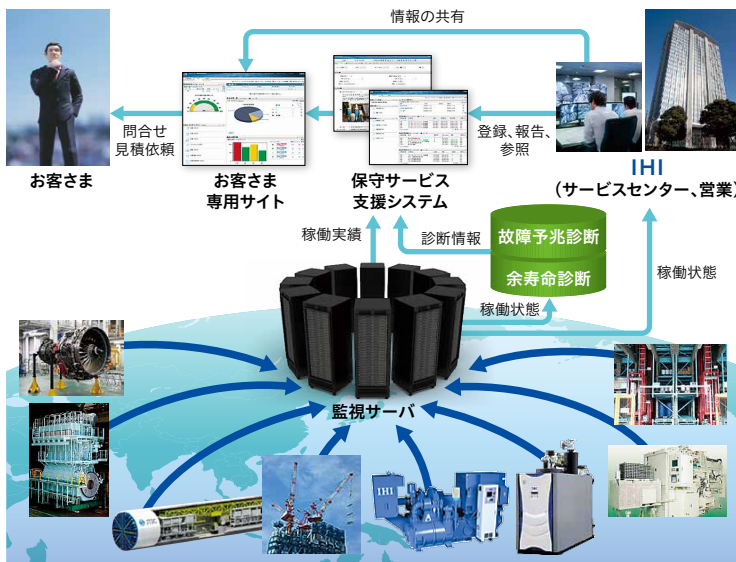 情報の共有
問合せ
見積依頼
登録、報告、
参照
お客さま
お客さま
専用サイト
保守サービス
支援システム
IHI
(サービスセンター、営業)
稼働実績
診断情報
故障予兆診断
余寿命診断
稼働状態
稼働状態
監視サーバ
IHI